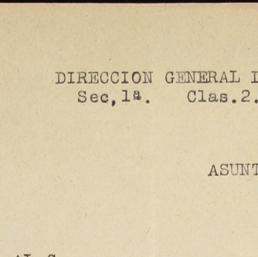 DIRECCION GENERAL
Sec,1ª. Clas.2.
ASUNT